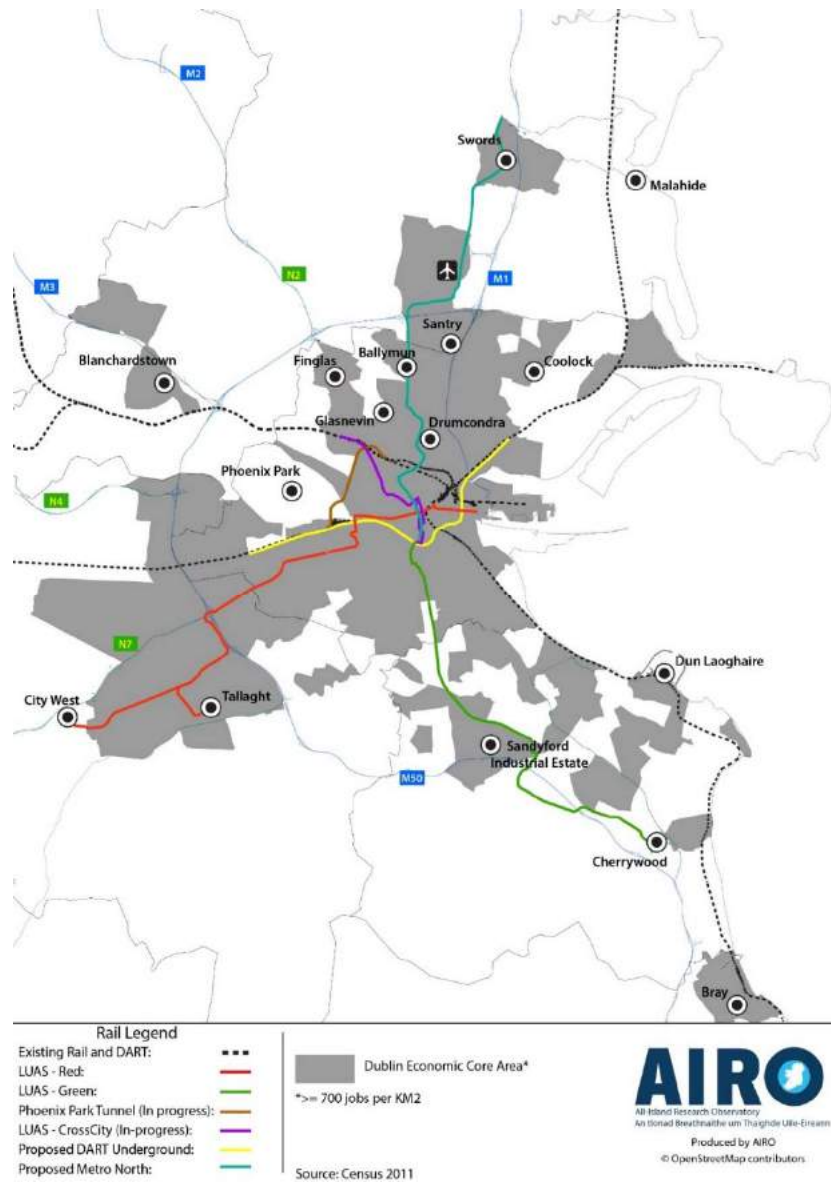 M2
Swords
Malahide
N2
M3
M1
Santry
Blanchardstown
Finglas
Ballymun
Coolock
Glasnevin
Drumcondra
Phoenix Park
N4
N7
Dun Laoghaire
City West
Tallaght
Sandyford
Industrial Estate
M50
Cherrywood
Bray
Rail Legend
Existing Rail and DART:
LUAS - Red:
LUAS - Green:
Phoenix Park Tunnel (In progress):
LUAS - CrossCity (In-progress):
Proposed DART Underground:
Proposed Metro North:
Dublin Economic Core Area*
*>= 700 jobs per KM2
Source: Census 2011
AIRO
All-Island Research Observatory
An tIonad Breathnaithe um Thaighde Uile-Éireann
Produced by AIRO
© OpenStreetMap contributors